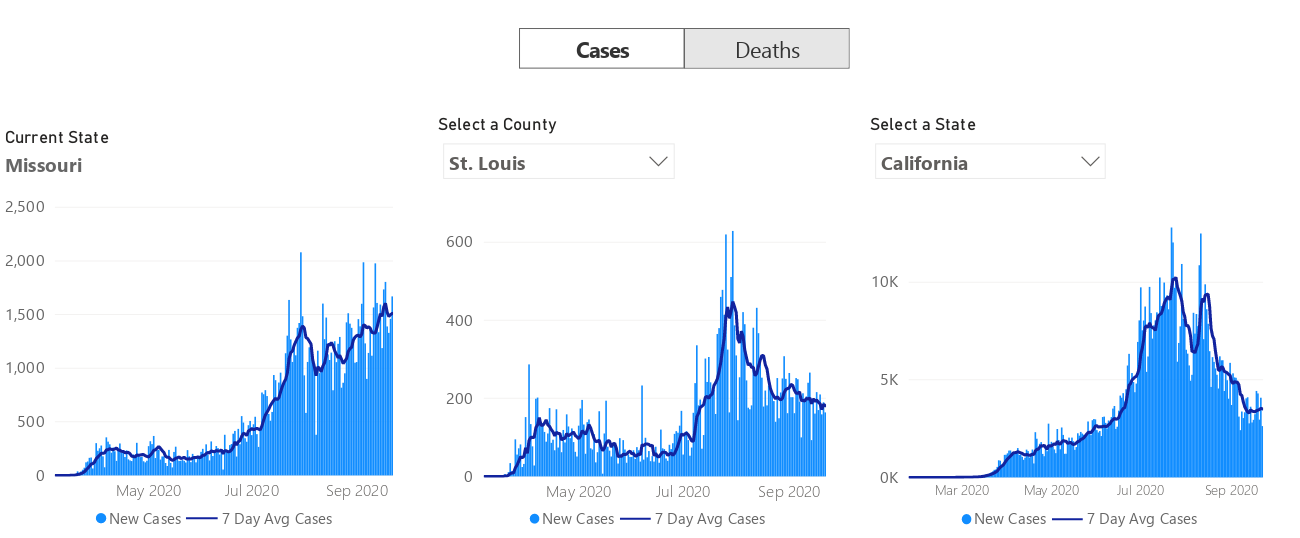 Cases Deaths
Current State
Missouri
2,500
2,000
1,500
1,000
500
0
May 2020 Jul 2020 Sep 2020
New Cases 7 Day Avg Cases
Select a County
St. Louis
600
400
200
0
May 2020 Jul 2020 Sep 2020
New Cases 7 Day Avg Cases
Select a State
California
10K
5K
0K
Mar 2020 May 2020 Jul 2020 Sep 2020
New Cases 7 Day Avg Cases